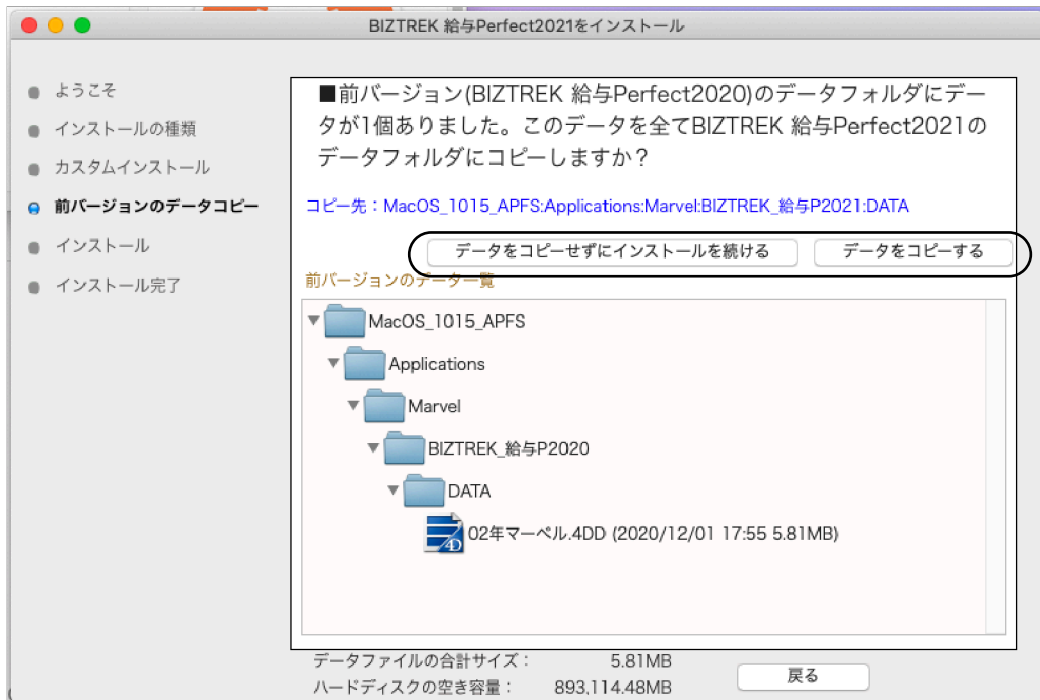 BIZTREK 給与Perfect2021をインストール
ようこそ
インストールの種類
カスタムインストール
前バージョンのデータコピー
インストール
インストール完了
■前バージョン(BIZTREK 給与Perfect2020)のデータフォルダにデー
タが1個ありました。このデータを全てBIZTREK 給与Perfect2021の
データフォルダにコピーしますか？
コピー先：MacOS_1015_APFS:Applications:Marvel:BIZTREK_給与P2021:DATA
データをコピーせずにインストールを続ける
データをコピーする
前バージョンのデータ一覧
MacOS_1015_APFS
Applications
Marvel
BIZTREK_給与P2020
DATA
02年マーベル.4DD (2020/12/01 17:55 5.81MB)
データファイルの合計サイズ： 5.81MB
ハードディスクの空き容量： 893,114.48MB
戻る